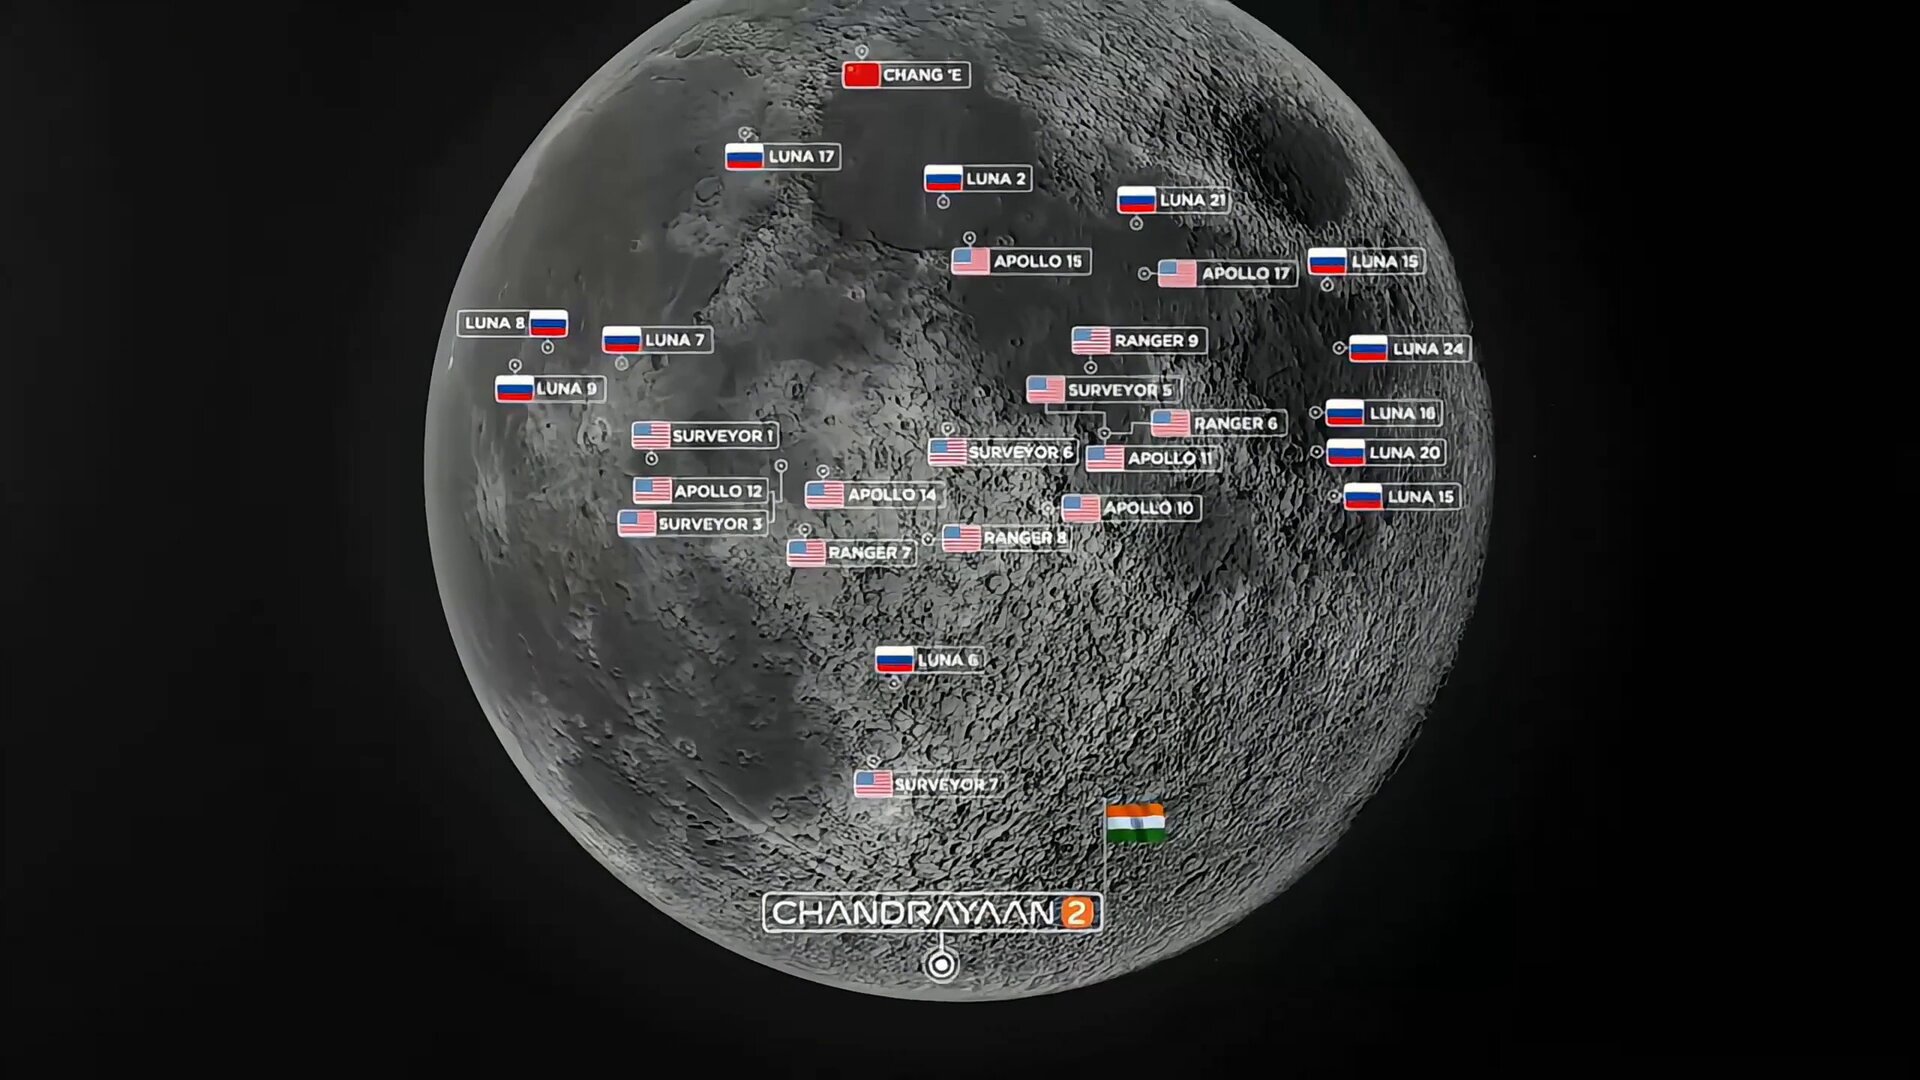 CHANG 'E
LUNA 17
LUNA 2
LUNA 21
APOLLO 15
LUNA 15
APOLLO 17
LUNA 8
LUNA 7
RANGER 9
LUNA 24
LUNA 9
SURVEYOR 5
LUNA 16
RANGER 6
SURVEYOR 1
SURVEYOR 6
APOLLO 11
LUNA 20
APOLLO 12
APOLLO 14
LUNA 15
APOLLO 10
SURVEYOR 3
RANGER 7
RANGER 8
LUNA 6
SURVEYOR 7
CHANDRAYAAN 2